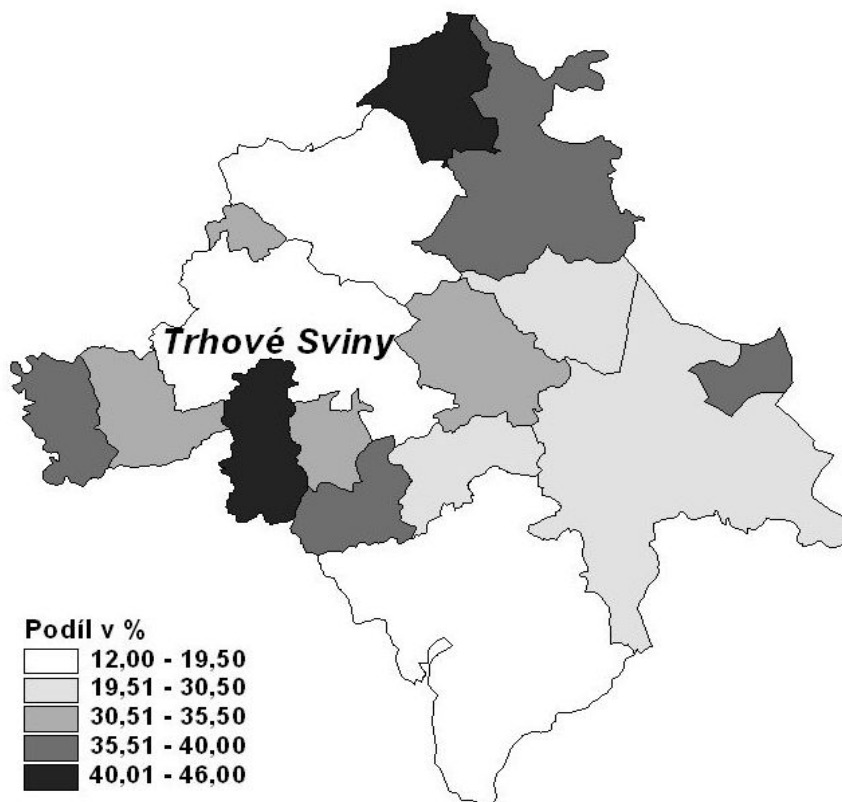 Trhové Sviny
Podíl v %
12,00 - 19,50
19,51 - 30,50
30,51 - 35,50
35,51 - 40,00
40,01 - 46,00